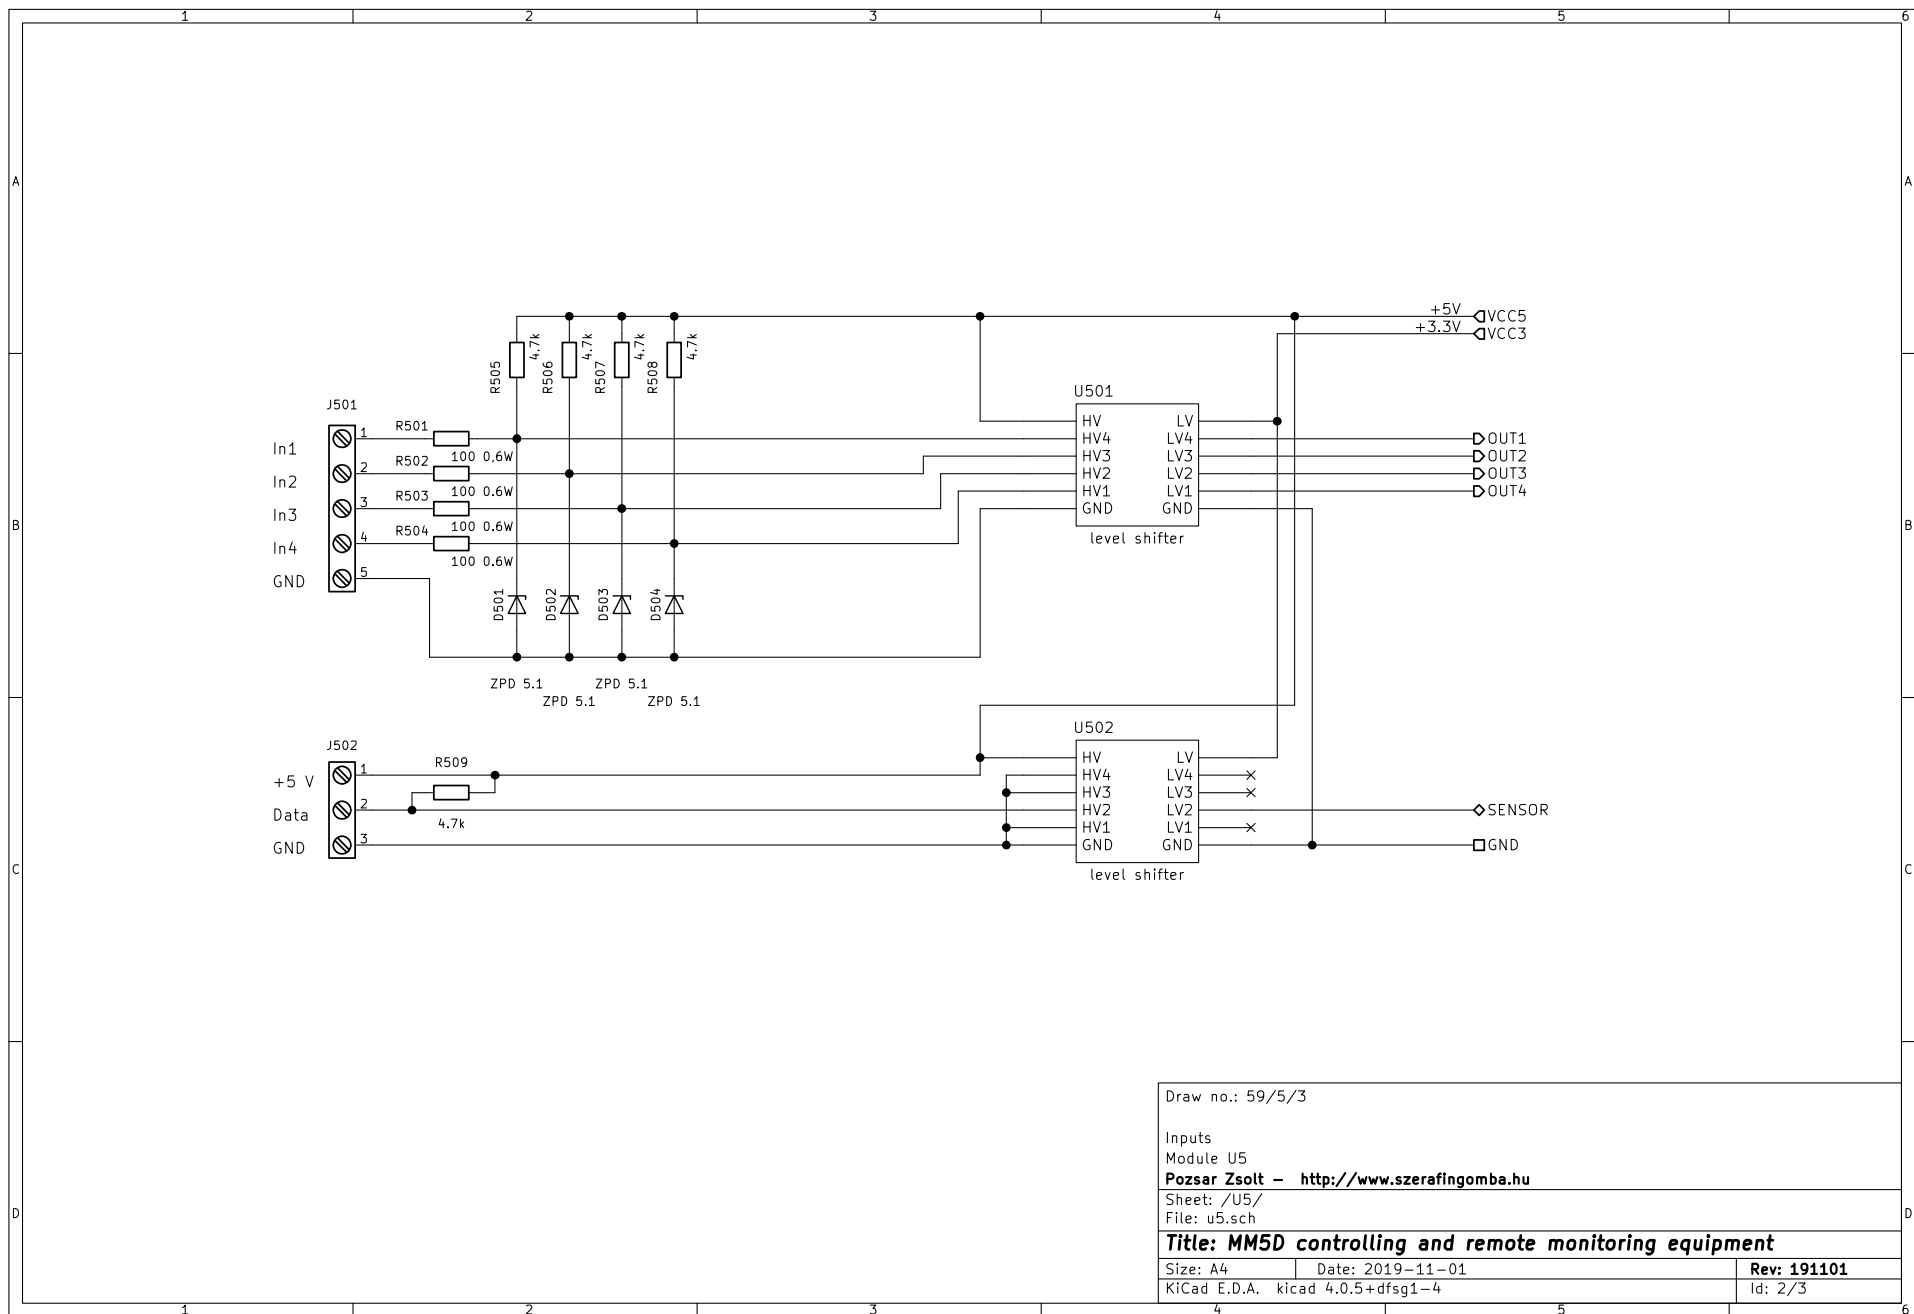 1 2 3 4 5 6
A A
B B
C C
D D
+5V VCC5
+3.3V VCC3
R505 4.7k R506 4.7k R507 4.7k R508 4.7k
J501
In1
In2
In3
In4
GND
1
2
3
4
5
R501
100 0,6W
R502
100 0.6W
R503
100 0.6W
R504
100 0.6W
D501 D502 D503 D504
ZPD 5.1 ZPD 5.1
ZPD 5.1 ZPD 5.1
U501
HV LV
HV4 LV4
HV3 LV3
HV2 LV2
HV1 LV1
GND GND
level shifter
OUT1
OUT2
OUT3
OUT4
J502
+5 V
Data
GND
1
2
3
R509
4.7k
U502
HV LV
HV4 LV4
HV3 LV3
HV2 LV2
HV1 LV1
GND GND
level shifter
SENSOR
GND
Draw no.: 59/5/3
Inputs
Module U5
Pozsar Zsolt – http://www.szerafingomba.hu
Sheet: /U5/
File: u5.sch
Title: MM5D controlling and remote monitoring equipment
Size: A4 Date: 2019-11-01 Rev: 191101
KiCad E.D.A. kicad 4.0.5+dfsg1-4 Id: 2/3
1 2 3 4 5 6